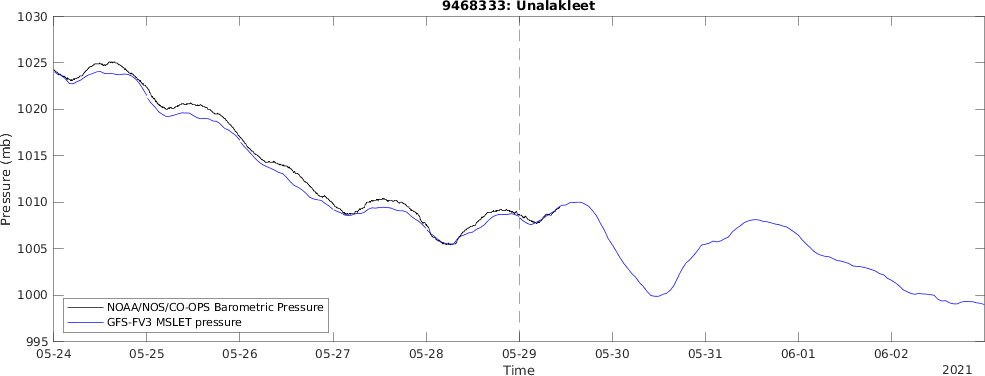 9468333: Unalakleet
1030
1025
1020
1015
1010
1005
1000
995
Pressure (mb)
NOAA/NOS/CO-OPS Barometric Pressure
GFS-FV3 MSLET pressure
05-24 05-25 05-26 05-27 05-28 05-29 05-30 05-31 06-01 06-02
Time
2021